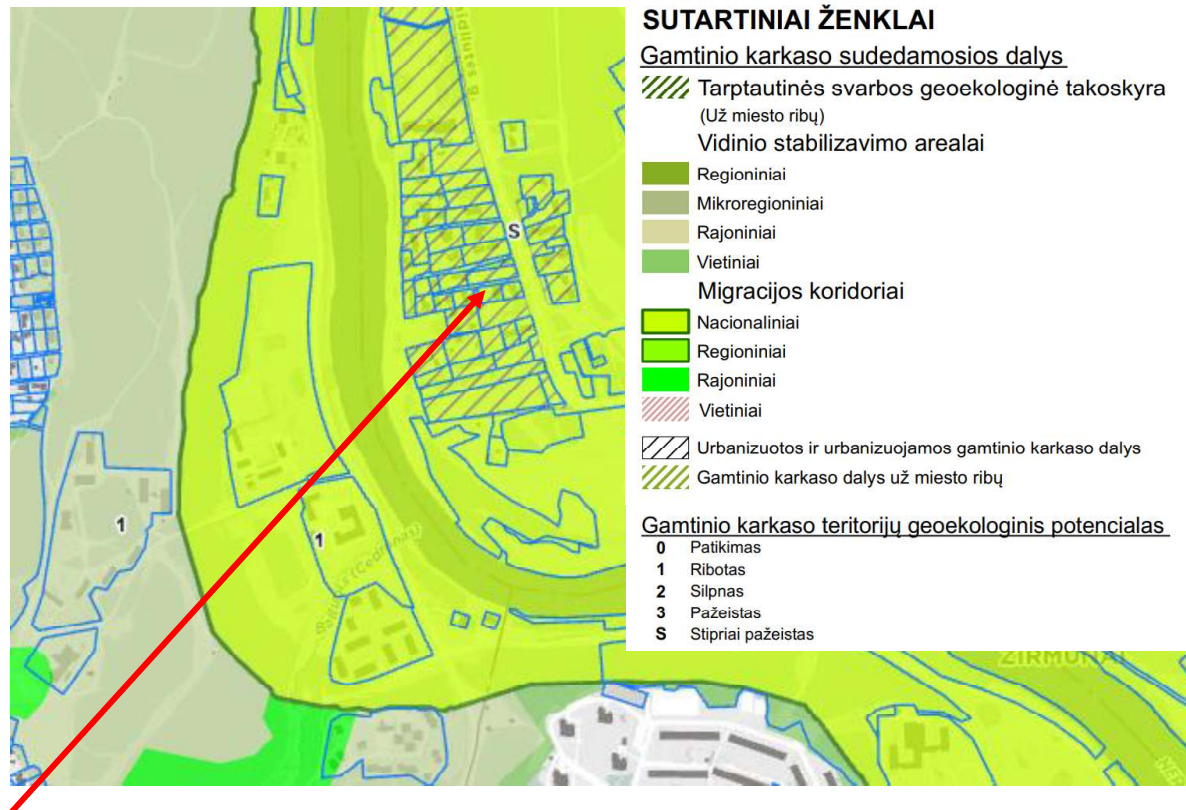 SUTARTINIAI ŽENKLAI
Gamtinio karkaso sudedamosios dalys
Tarptautinės svarbos geoekologinė takoskyra
(Už miesto ribų)
Vidinio stabilizavimo arealai
Regioniniai
Mikroregioniniai
Rajoniniai
Vietiniai
Migracijos koridoriai
Nacionaliniai
Regioniniai
Rajoniniai
Vietiniai
Urbanizuotos ir urbanizuojamos gamtinio karkaso dalys
Gamtinio karkaso dalys už miesto ribų
Gamtinio karkaso teritorijų geoekologinis potencialas
0 Patikimas
1 Ribotas
2 Silpnas
3 Pažeistas
S Stipriai pažeistas
S
1
1
ŽIRMŪNAI